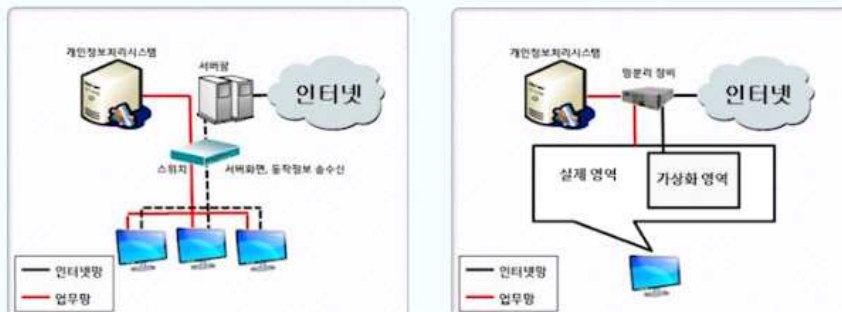 개인정보처리시스템
서버팜
인터넷
스위치
서버화면, 동작정보 송수신
인터넷망
업무망
개인정보처리시스템
망분리 장비
인터넷
실제 영역
가상화 영역
인터넷망
업무망